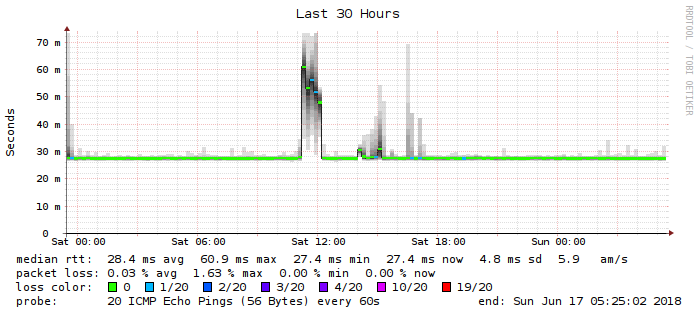 Last 30 Hours
RRDTOOL / TOBI OETIKER
Seconds
70 m
60 m
50 m
40 m
30 m
20 m
10 m
0
Sat 00:00 Sat 06:00 Sat 12:00 Sat 18:00 Sun 00:00
median rtt: 28.4 ms avg 60.9 ms max 27.4 ms min 27.4 ms now 4.8 ms sd 5.9 am/s
packet loss: 0.03 % avg 1.63 % max 0.00 % min 0.00 % now
loss color: 0 1/20 2/20 3/20 4/20 10/20 19/20
probe: 20 ICMP Echo Pings (56 Bytes) every 60s end: Sun Jun 17 05:25:02 2018